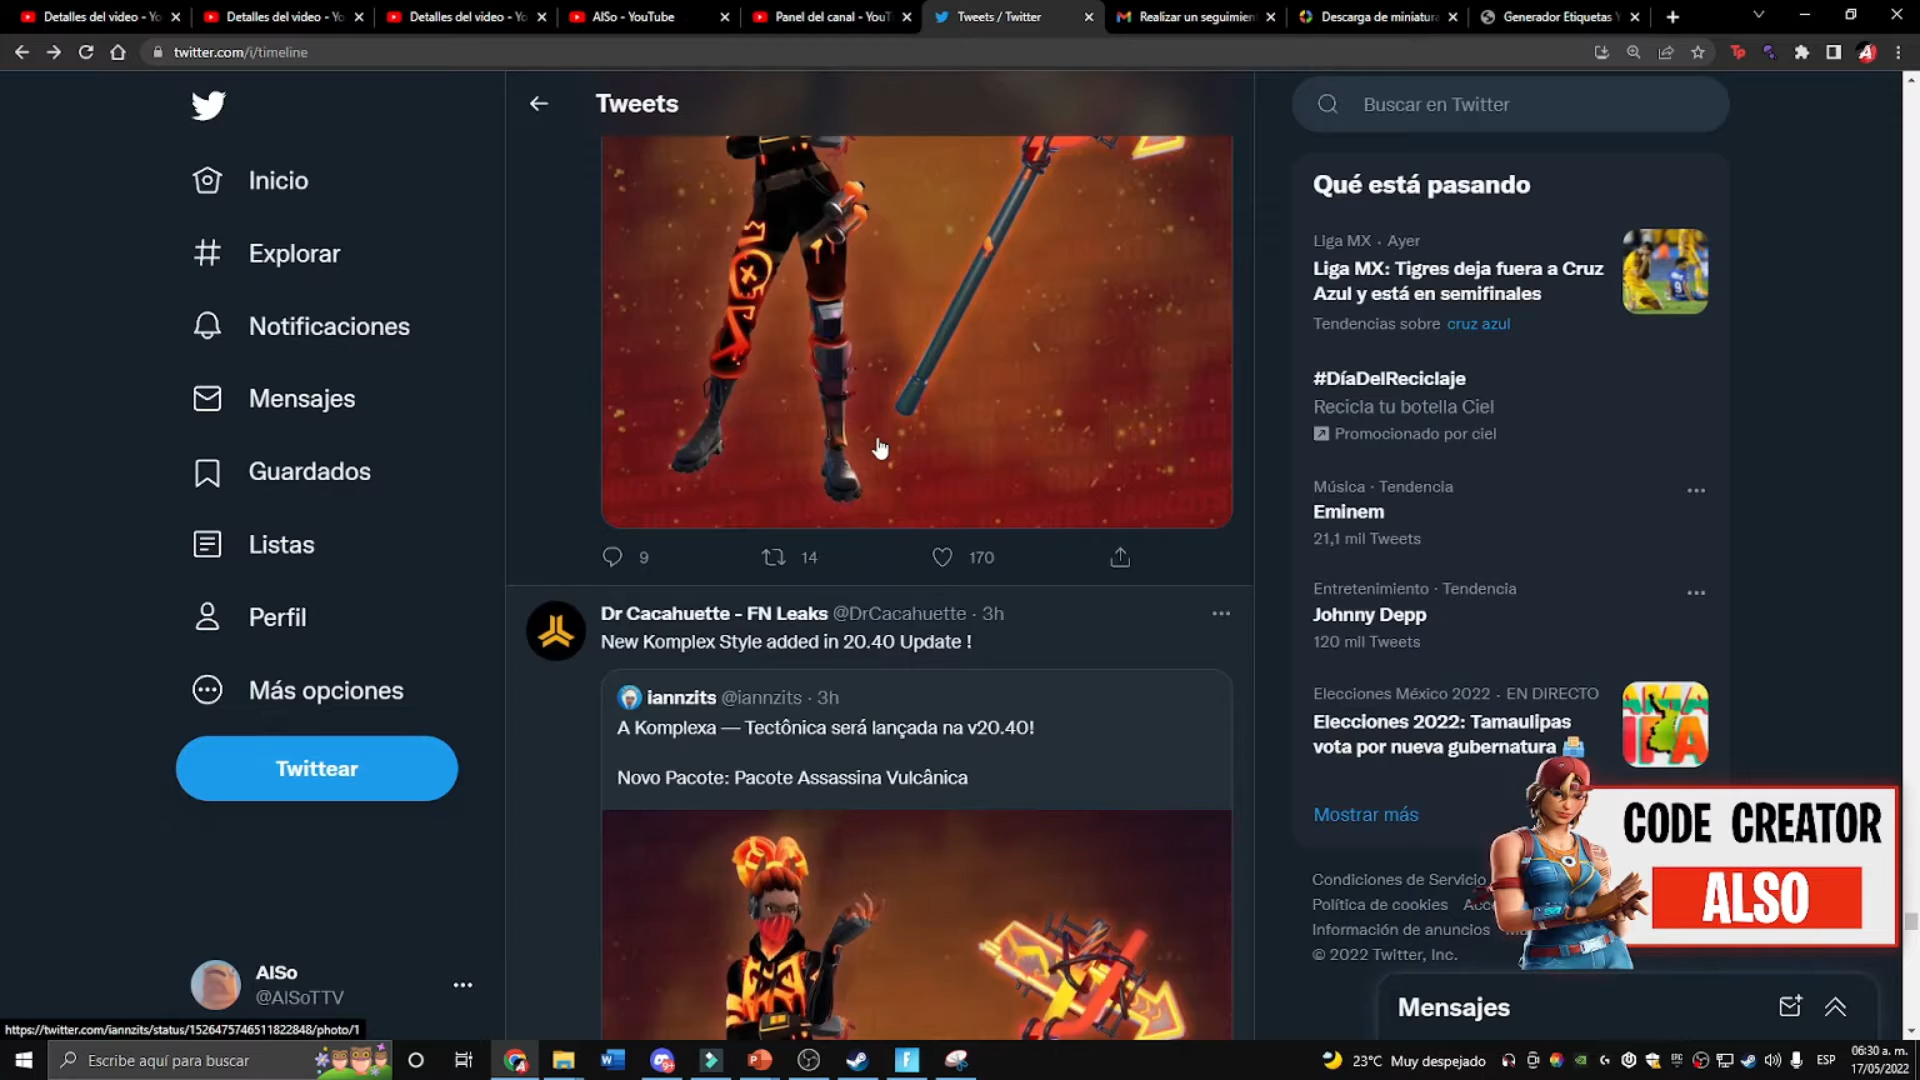 Detalles del video - Yo
Detalles del video - Yo
Detalles del video - Yo
AlSo - YouTube
Panel del canal - YouT
Tweets / Twitter
Realizar un seguimien
Descarga de miniatura
Generador Etiquetas Y
twitter.com/i/timeline
Tweets
Buscar en Twitter
Inicio
Explorar
Notificaciones
Mensajes
Guardados
Listas
Perfil
Más opciones
Twittear
AlSo
@AlSoTTV
9
14
170
Dr Cacahuette - FN Leaks @DrCacahuette · 3h
New Komplex Style added in 20.40 Update !
iannzits @iannzits · 3h
A Komplexa — Tectônica será lançada na v20.40!
Novo Pacote: Pacote Assassina Vulcânica
Qué está pasando
Liga MX · Ayer
Liga MX: Tigres deja fuera a Cruz
Azul y está en semifinales
Tendencias sobre cruz azul
#DíaDelReciclaje
Recicla tu botella Ciel
Promocionado por ciel
Música · Tendencia
Eminem
21,1 mil Tweets
Entretenimiento · Tendencia
Johnny Depp
120 mil Tweets
Elecciones México 2022 · EN DIRECTO
Elecciones 2022: Tamaulipas
vota por nueva gubernatura
Mostrar más
CODE CREATOR
ALSO
Condiciones de Servicio
Política de cookies
Información de anuncios
© 2022 Twitter, Inc.
Mensajes
https://twitter.com/iannzits/status/1526475746511822848/photo/1
Escribe aquí para buscar
23°C Muy despejado
ESP
06:30 a. m.
17/05/2022